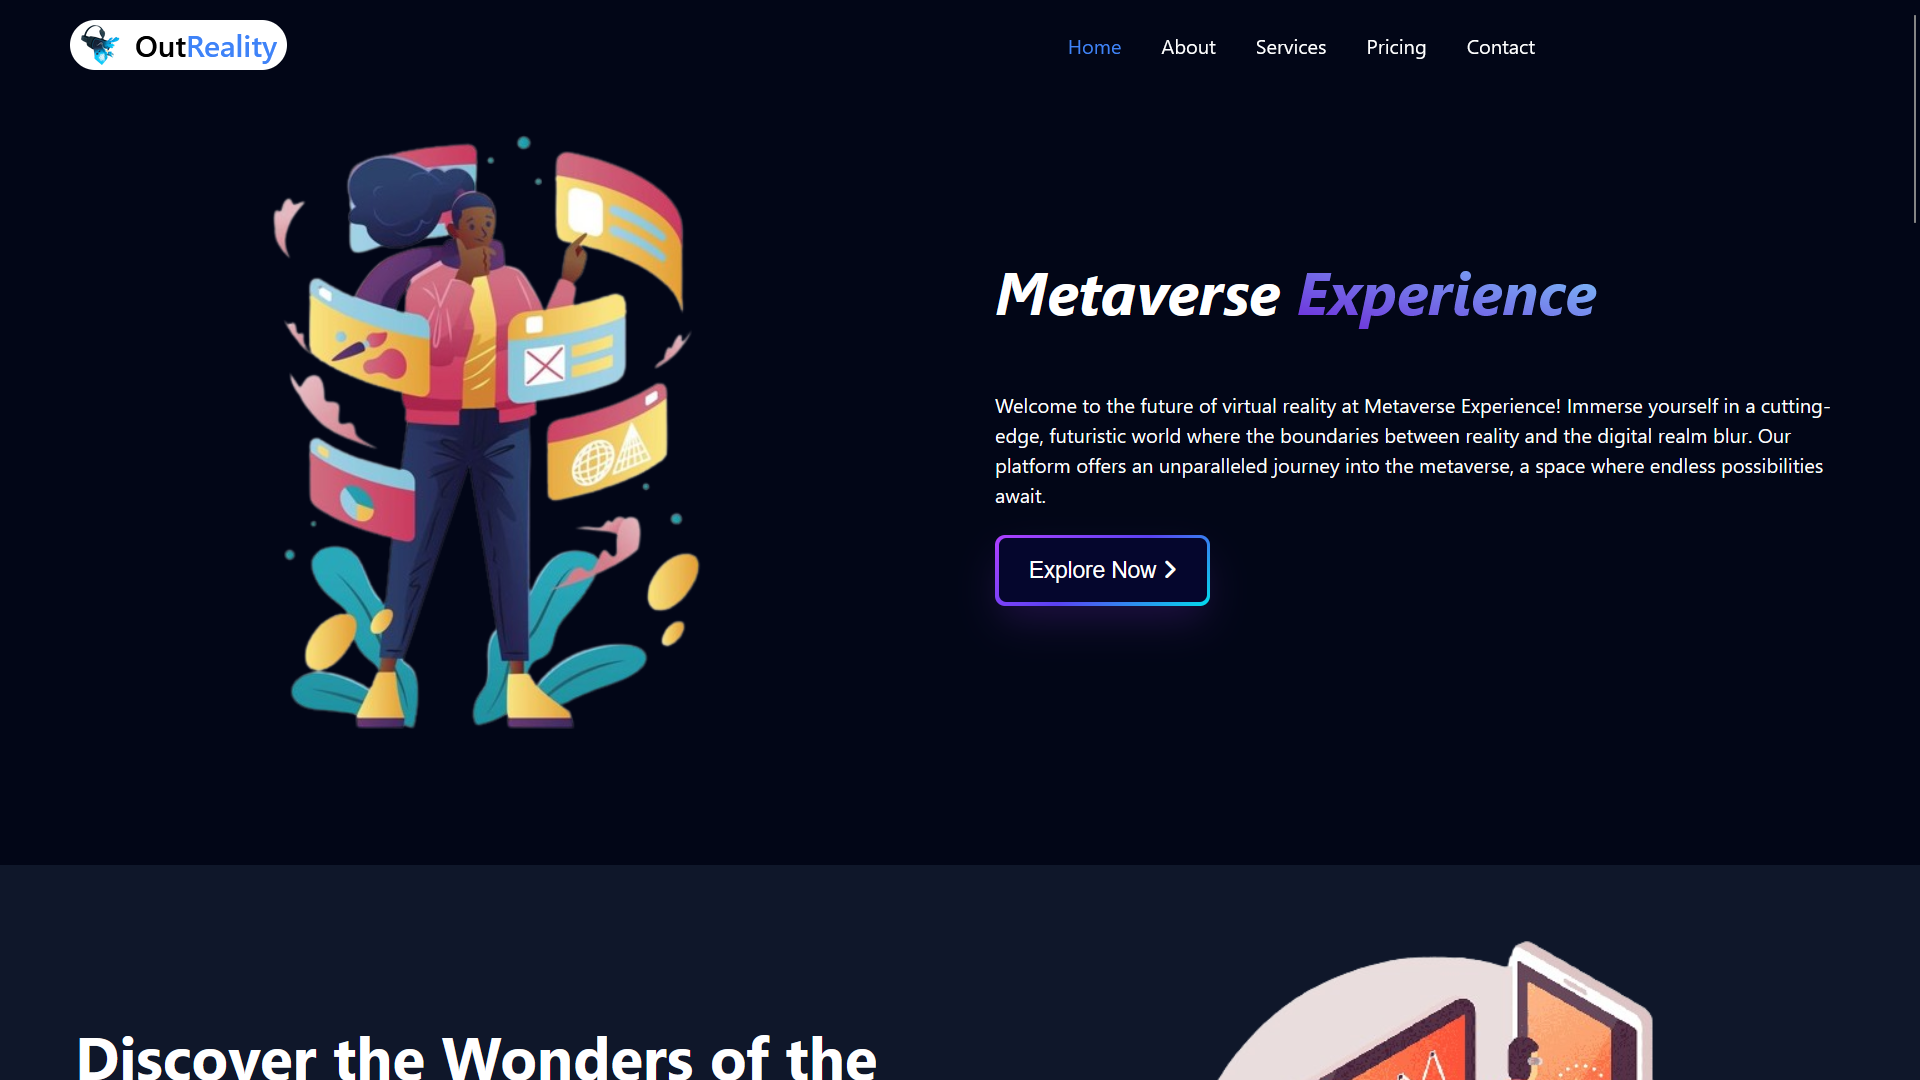 OutReality
Home
About
Services
Pricing
Contact
Metaverse Experience
Welcome to the future of virtual reality at Metaverse Experience! Immerse yourself in a cutting-
edge, futuristic world where the boundaries between reality and the digital realm blur. Our
platform offers an unparalleled journey into the metaverse, a space where endless possibilities
await.
Explore Now
Discover the Wonders of the